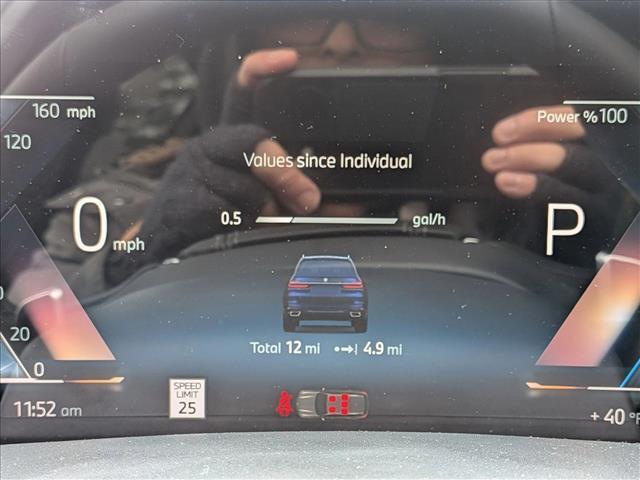 160 mph
Power %100
120
Values since Individual
0.5 gal/h
0 mph
P
20
Total 12 mi 4.9 mi
0
SPEED
LIMIT
25
11:52 am
+40 °F